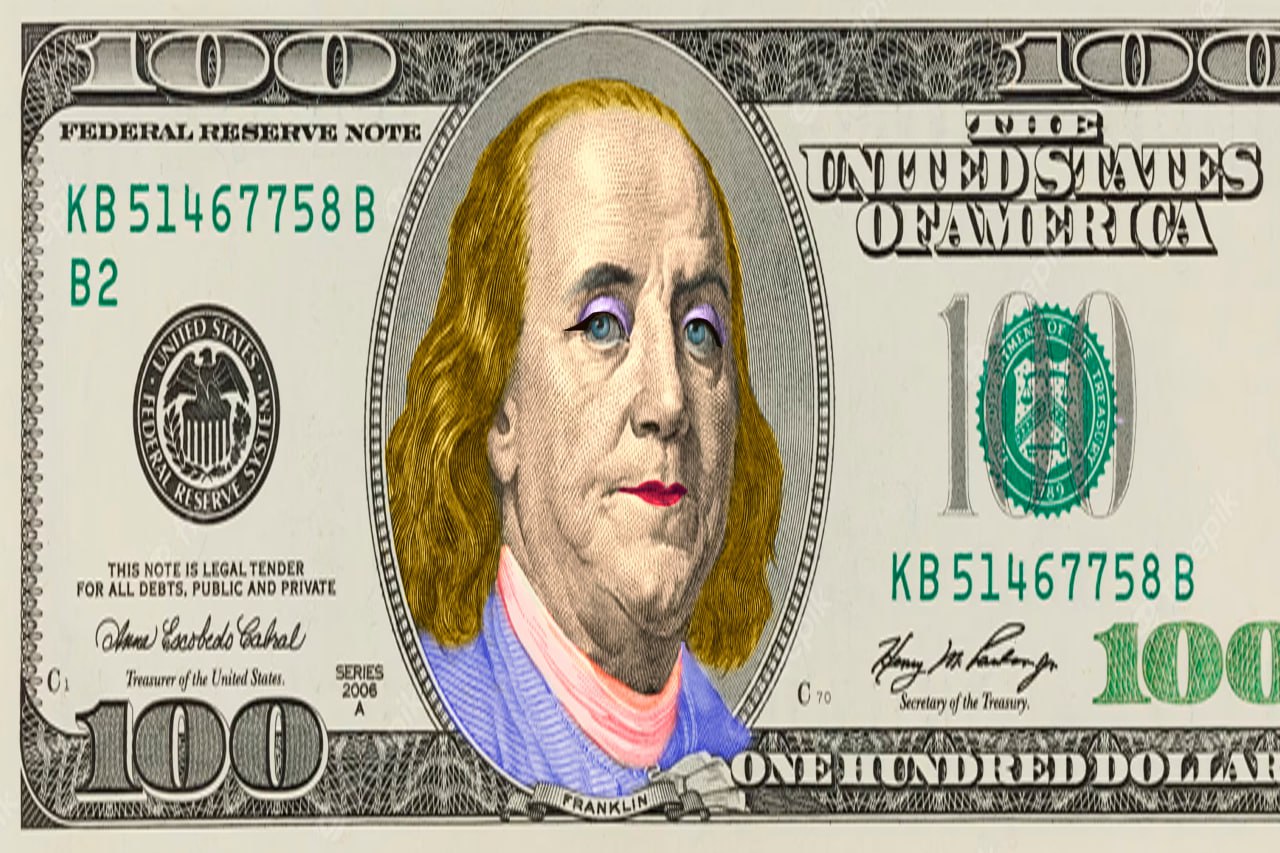 100
100
FEDERAL RESERVE NOTE
THE
UNITED STATES
OF AMERICA
KB 51467758 B
B2
UNITED STATES
FEDERAL RESERVE SYSTEM
100
THE
TREASURY
1789
KB 51467758 B
THIS NOTE IS LEGAL TENDER
FOR ALL DEBTS, PUBLIC AND PRIVATE
Anna Escobedo Cabral
Treasurer of the United States.
SERIES
2006
A
C1
C 70
Henry M. Paulson Jr.
Secretary of the Treasury.
100
100
FRANKLIN
ONE HUNDRED DOLLAR